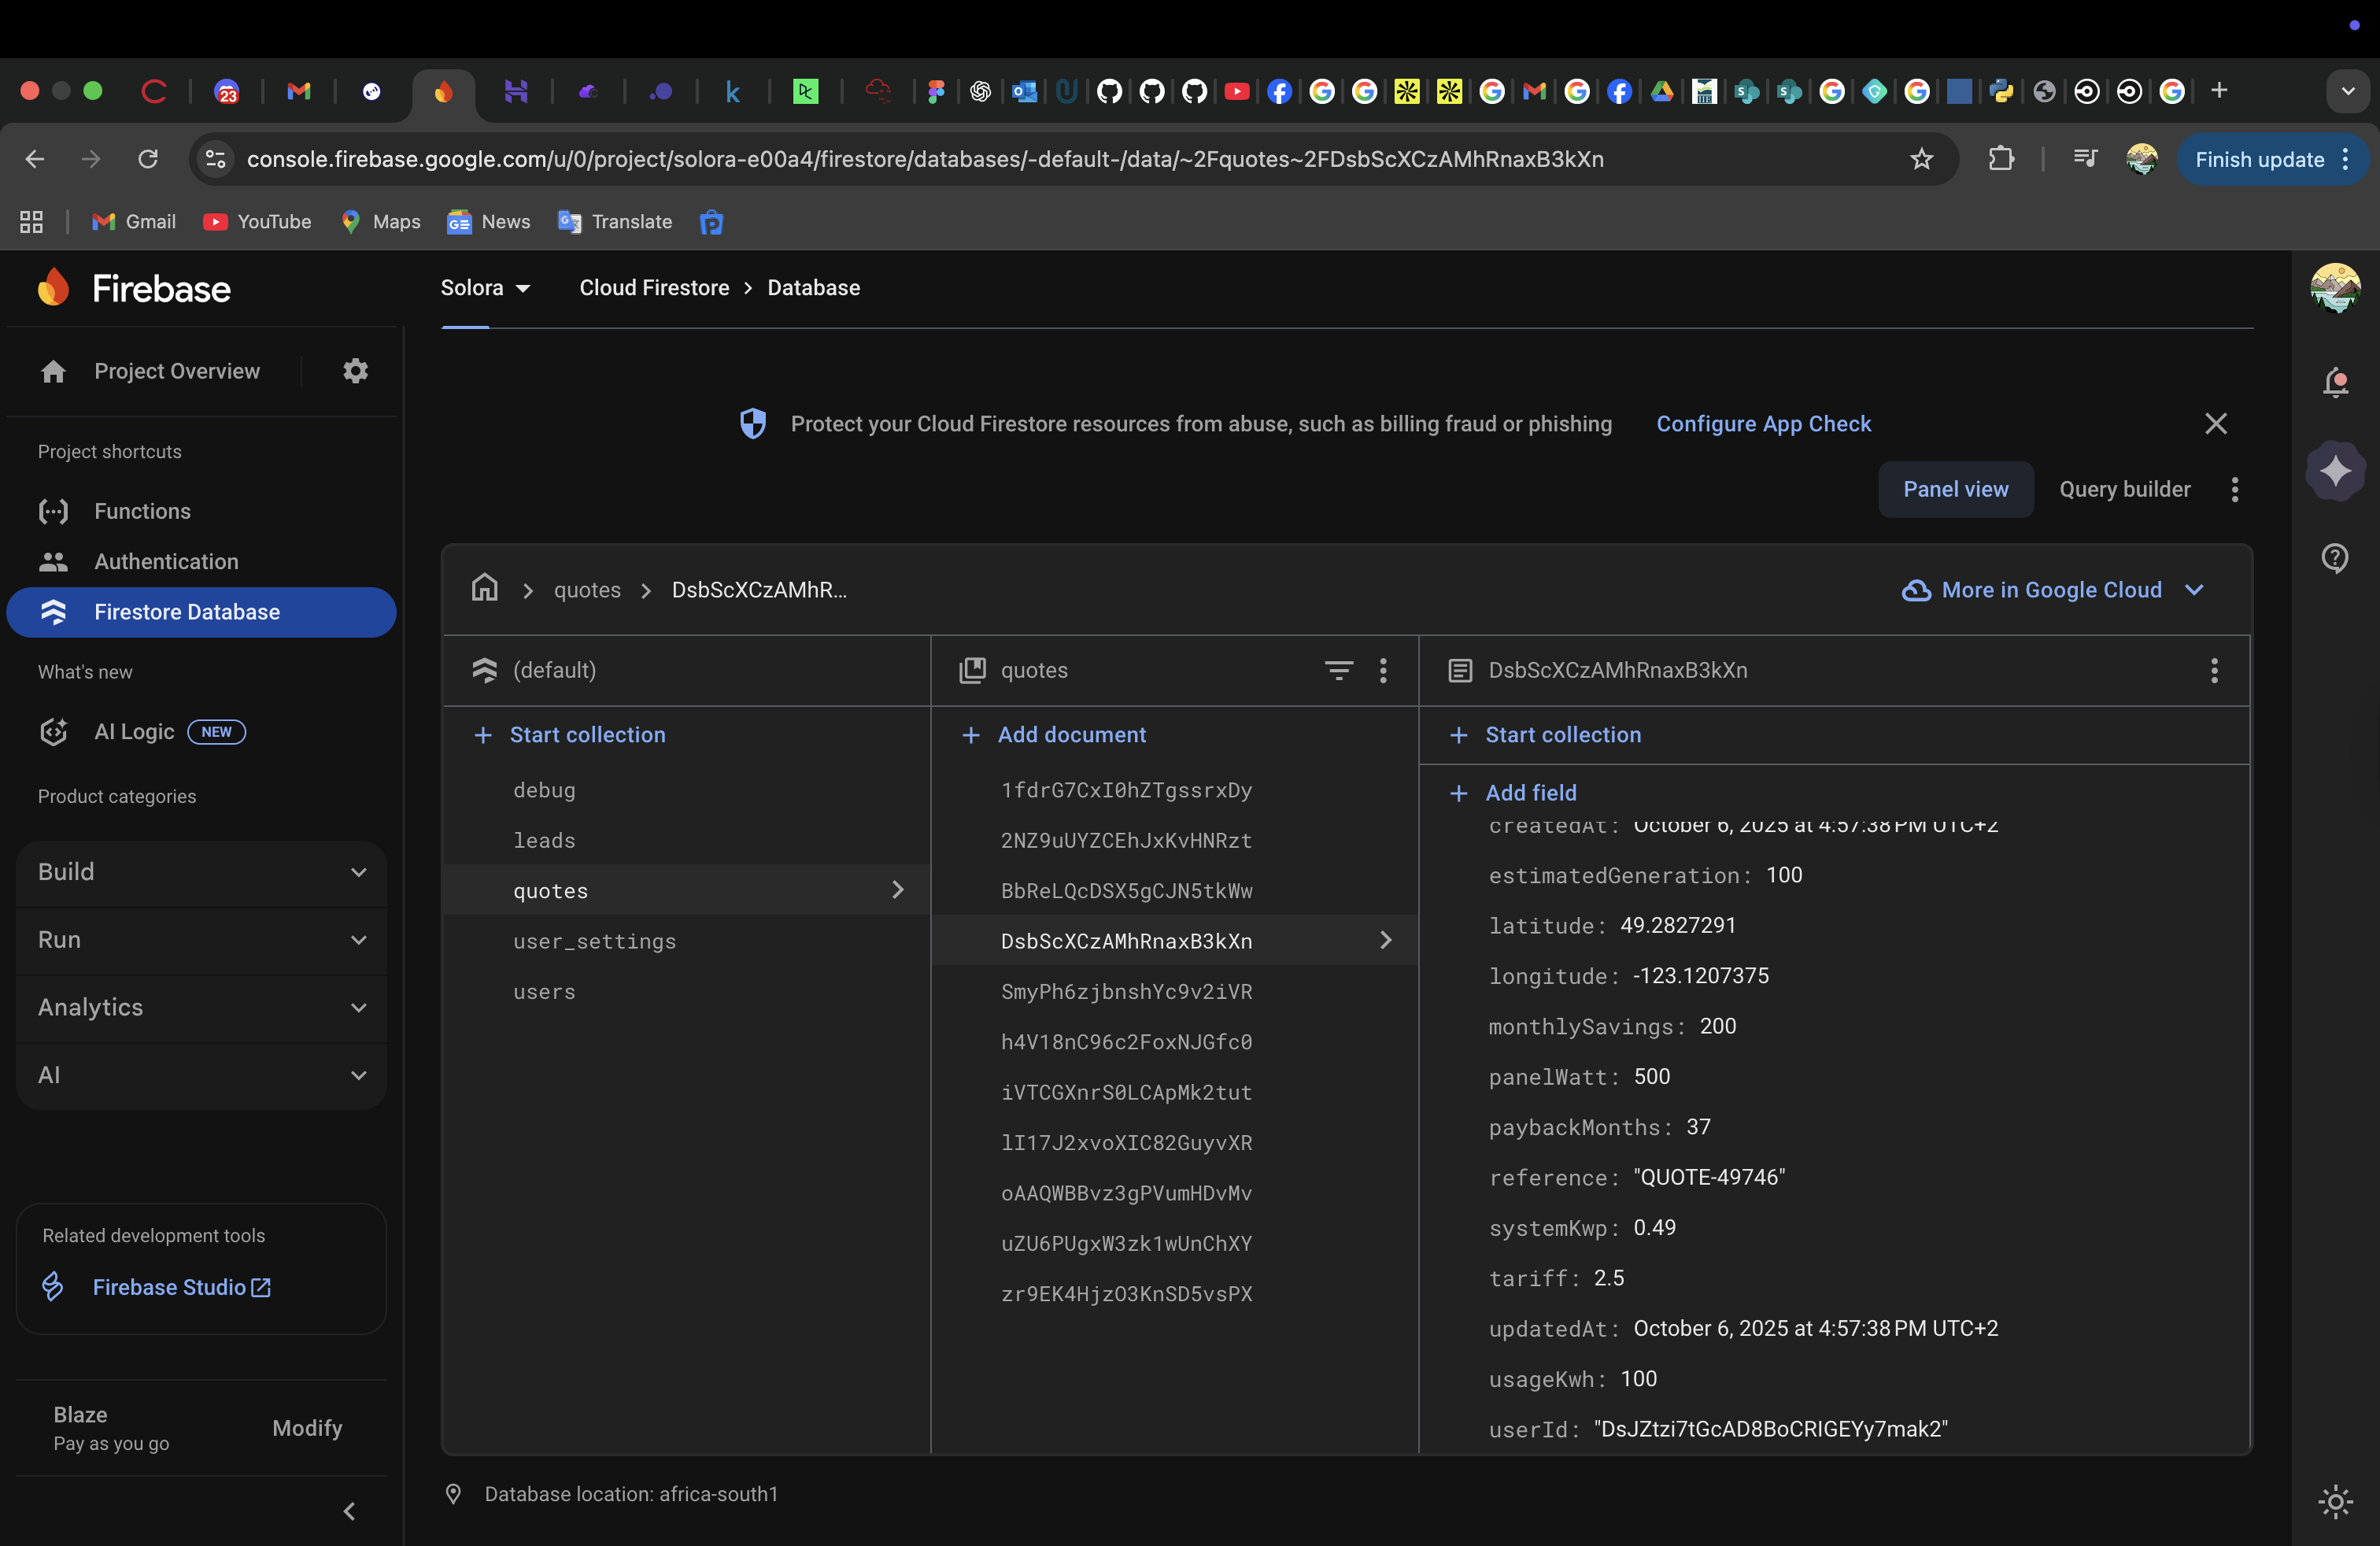 23
console.firebase.google.com/u/0/project/solora-e00a4/firestore/databases/-default-/data/~2Fquotes~2FDsbScXCzAMhRnaxB3kXn
Finish update
Gmail
YouTube
Maps
News
Translate
Firebase
Solora
Cloud Firestore
Database
Project Overview
Protect your Cloud Firestore resources from abuse, such as billing fraud or phishing
Configure App Check
Project shortcuts
Panel view
Query builder
Functions
Authentication
Firestore Database
What's new
AI Logic NEW
Product categories
Build
Run
Analytics
AI
Related development tools
Firebase Studio
Blaze
Pay as you go
Modify
quotes
DsbScXCzAMhR...
More in Google Cloud
(default)
Start collection
debug
leads
quotes
user_settings
users
quotes
Add document
1fdrG7CxI0hZTgssrxDy
2NZ9uUYZCEhJxKvHNRzt
BbReLQcDSX5gCJN5tkWw
DsbScXCzAMhRnaxB3kXn
SmyPh6zjbnshYc9v2iVR
h4V18nC96c2FoxNJGfc0
iVTCGXnrS0LCApMk2tut
lI17J2xvoXIC82GuyvXR
oAAQWBBvz3gPVumHDvMv
uZU6PUgxW3zk1wUnChXY
zr9EK4HjzO3KnSD5vsPX
DsbScXCzAMhRnaxB3kXn
Start collection
Add field
createdAt: October 6, 2025 at 4:57:38 PM UTC+2
estimatedGeneration: 100
latitude: 49.2827291
longitude: -123.1207375
monthlySavings: 200
panelWatt: 500
paybackMonths: 37
reference: "QUOTE-49746"
systemKwp: 0.49
tariff: 2.5
updatedAt: October 6, 2025 at 4:57:38 PM UTC+2
usageKwh: 100
userId: "DsJZtzi7tGcAD8BoCRIGEYy7mak2"
Database location: africa-south1